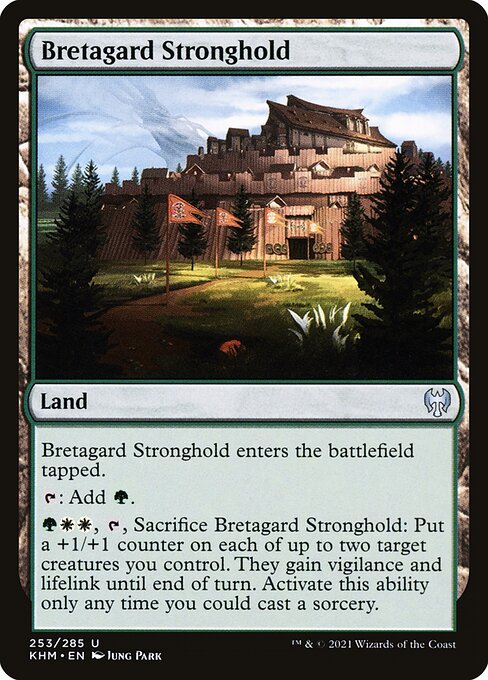 Bretagard Stronghold
Land
Bretagard Stronghold enters the battlefield
tapped.
: Add .
, , Sacrifice Bretagard Stronghold: Put
a +1/+1 counter on each of up to two target
creatures you control. They gain vigilance and
lifelink until end of turn. Activate this ability
only any time you could cast a sorcery.
253/285 U
KHM • EN Jung Park
™ & © 2021 Wizards of the Coast